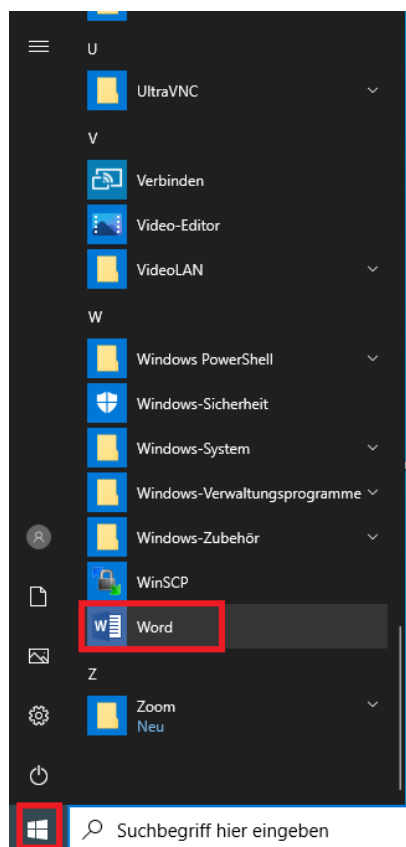 U
UltraVNC
V
Verbinden
Video-Editor
VideoLAN
W
Windows PowerShell
Windows-Sicherheit
Windows-System
Windows-Verwaltungsprogramme
Windows-Zubehör
WinSCP
W Word
Z
Zoom
Neu
Suchbegriff hier eingeben